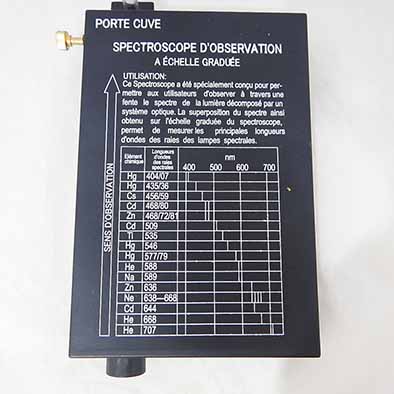 PORTE CUVE
SPECTROSCOPE D'OBSERVATION
A ÉCHELLE GRADUÉE
UTILISATION:
Ce Spectroscope a été spécialement conçu pour per-
mettre aux utilisateurs d'observer à travers une
fente le spectre de la lumière décomposé par un
système optique. La superposition du spectre ainsi
obtenu sur l'échelle graduée du spectroscope,
permet de mesurer les principales longueurs
d'ondes des raies des lampes spectrales.
SENS D'OBSERVATION
Elément chimique Longueurs d'ondes des raies spectrales nm
400 500 600 700
Hg 404/07
Hg 435/36
Cs 456/59
Cd 468/80
Zn 468/72/81
Cd 509
Ti 535
Hg 546
Hg 577/79
He 588
Na 589
Zn 636
Ne 638—668
Cd 644
He 668
He 707